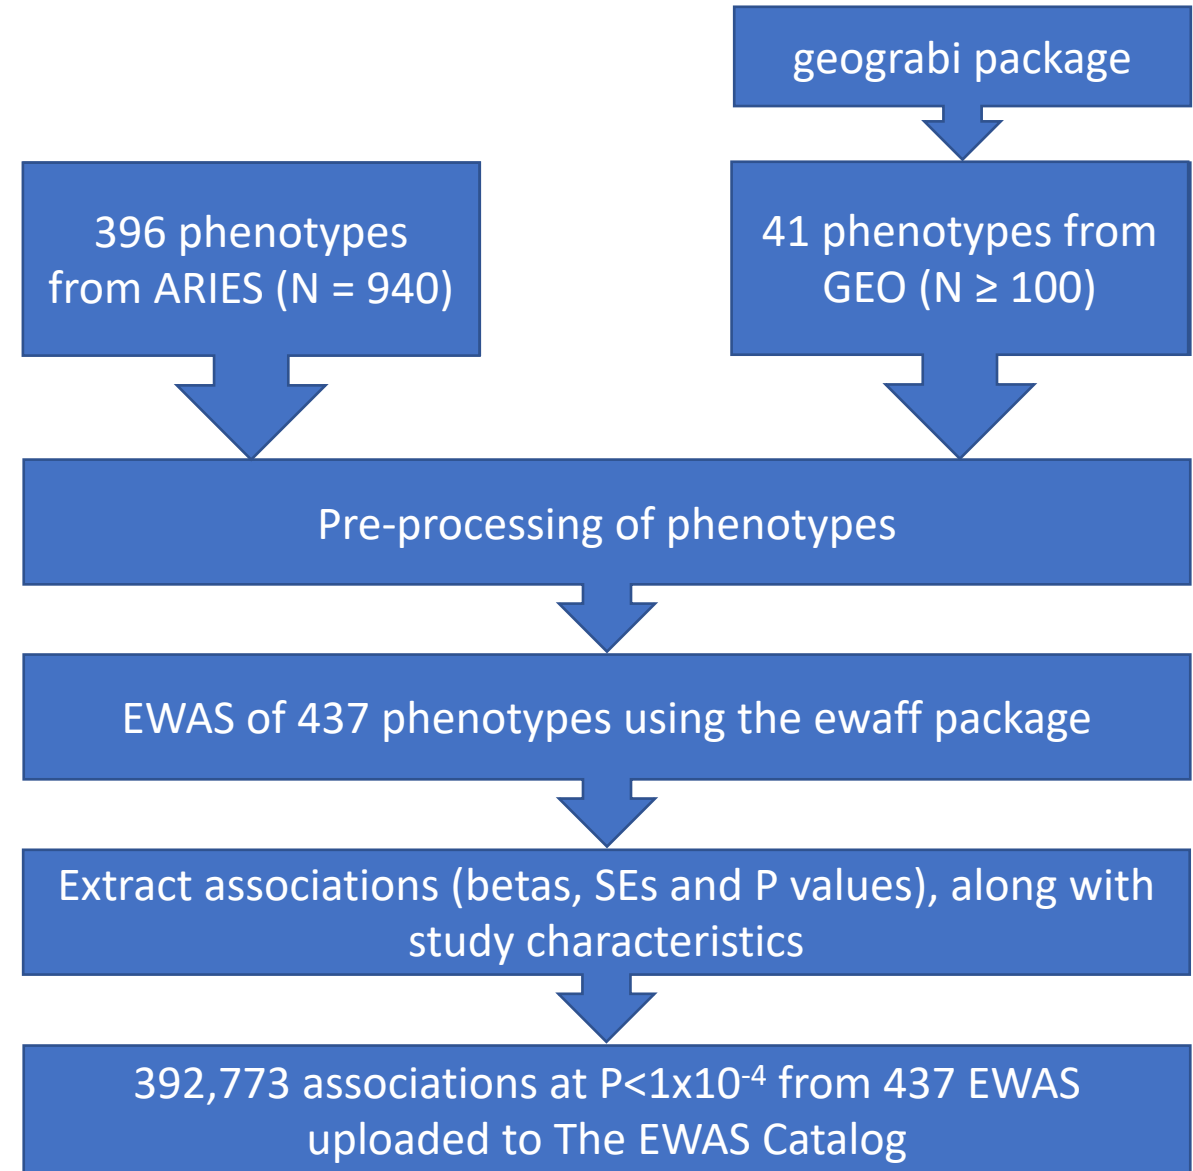 geograbi package
396 phenotypes
from ARIES (N = 940)
41 phenotypes from
GEO (N ≥ 100)
Pre-processing of phenotypes
EWAS of 437 phenotypes using the ewaff package
Extract associations (betas, SEs and P values), along with
study characteristics
392,773 associations at P<1x10⁻⁴ from 437 EWAS
uploaded to The EWAS Catalog